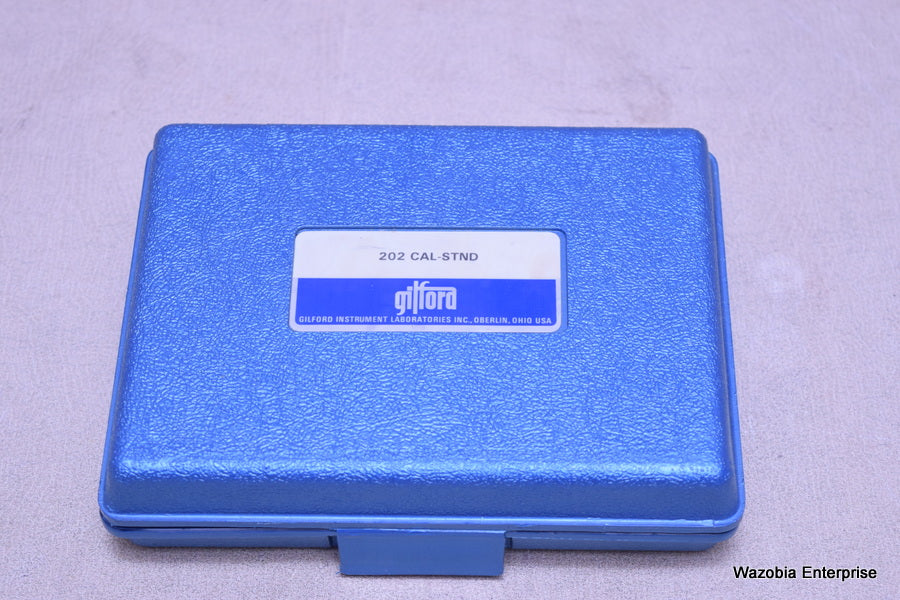 202 CAL-STND
gilford
GILFORD INSTRUMENT LABORATORIES INC., OBERLIN, OHIO USA
Wazobia Enterprise